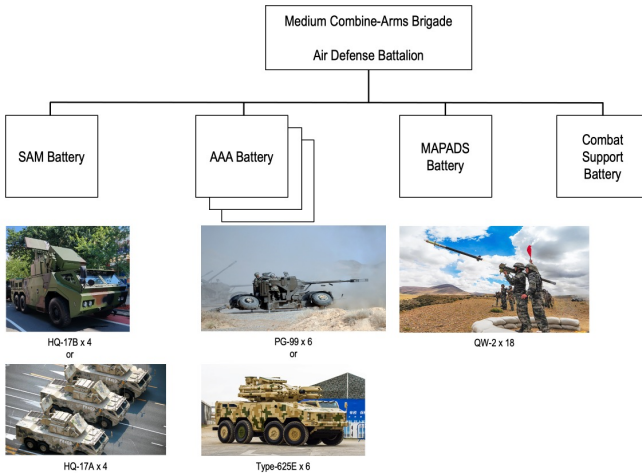 Medium Combine-Arms Brigade
Air Defense Battalion
SAM Battery
AAA Battery
MAPADS
Battery
Combat
Support
Battery
HQ-17B x 4
or
PG-99 x 6
or
QW-2 x 18
HQ-17A x 4
Type-625E x 6